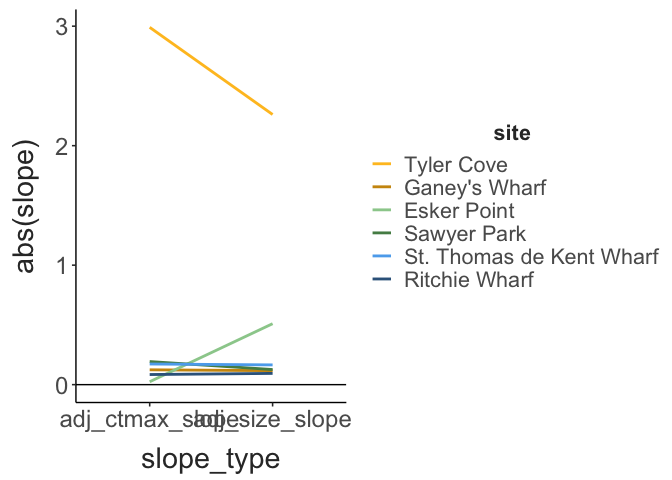 3
2
1
0
abs(slope)
adj_ctmax_slope adj_size_slope
slope_type
site
Tyler Cove
Ganey's Wharf
Esker Point
Sawyer Park
St. Thomas de Kent Wharf
Ritchie Wharf